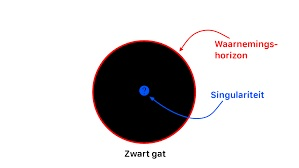 Waarnemings-
horizon
Singulariteit
Zwart gat